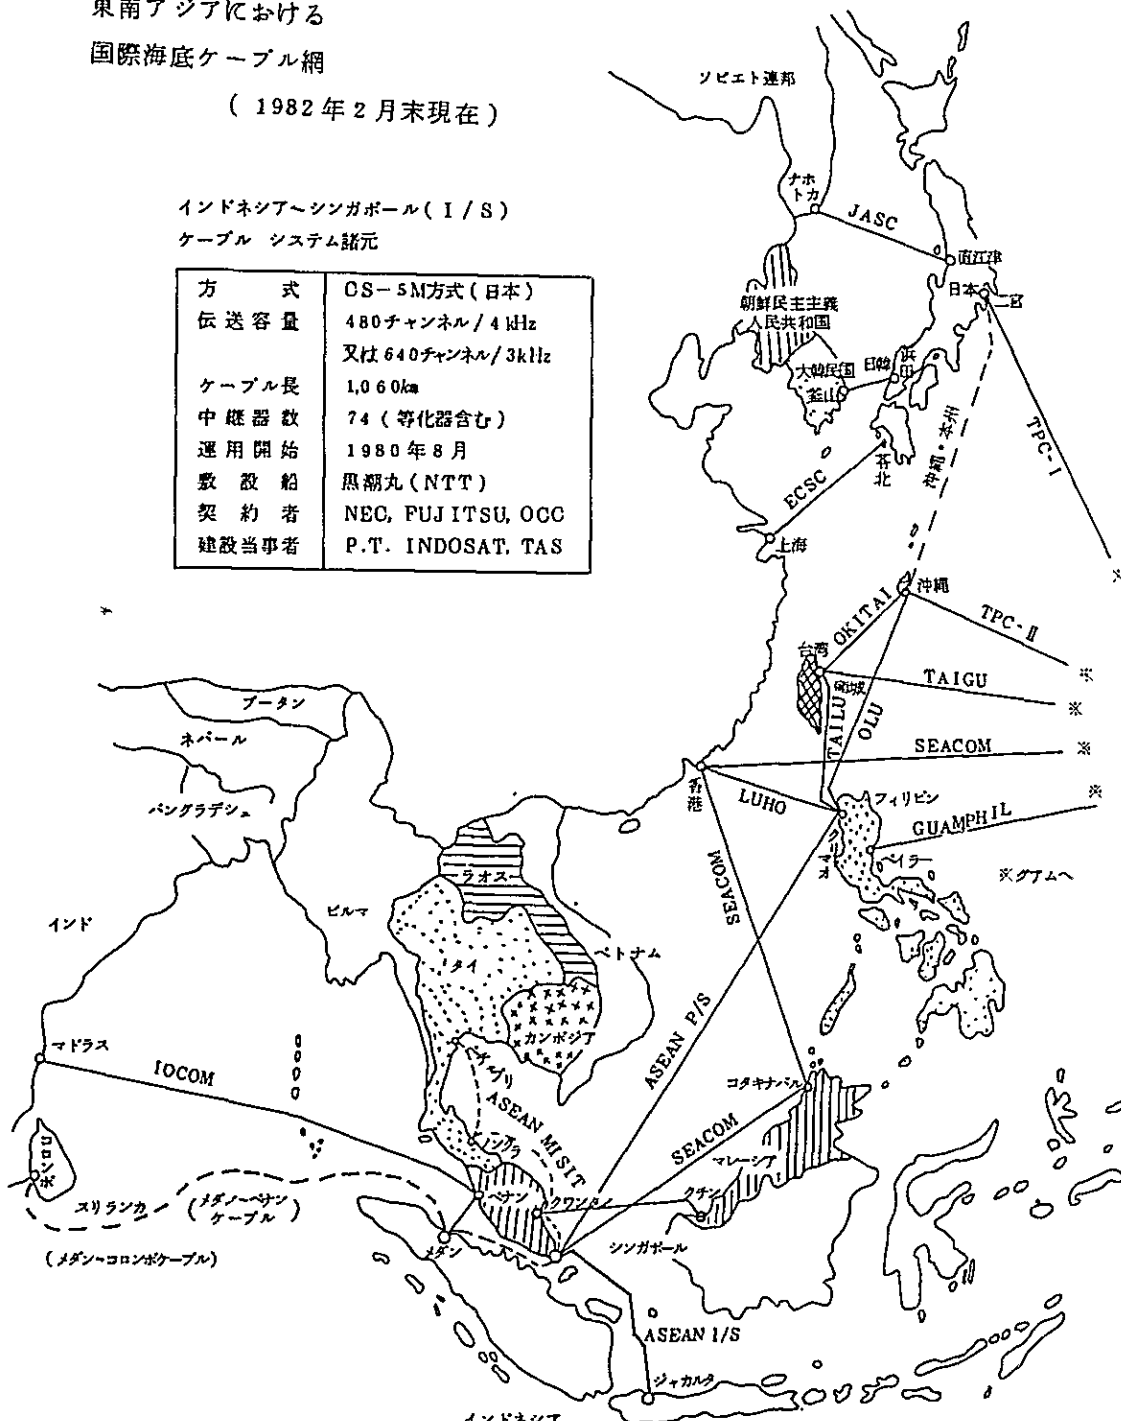 東南アジアにおける
国際海底ケーブル網
( 1982年2月末現在 )
インドネシア~シンガポール( I / S )
ケーブル システム諸元
方 式 CS-5M方式(日本)
伝送容量 480チャンネル/4kHz
又は640チャンネル/3kHz
ケーブル長 1,060km
中継器数 74 (等化器含む)
運用開始 1980年8月
敷設船 黒潮丸(NTT)
契約者 NEC, FUJITSU, OCC
建設当事者 P.T. INDOSAT, TAS
ソビエト連邦
ナホ
トカ
JASC
直江津
日本
二宮
朝鮮民主主義
人民共和国
大韓民国
日韓
浜田
釜山
苓北
沖縄・本土
TPC-I
ECSC
上海
※
沖縄
OKITAI
TPC-II
台湾
※
TAIGU
※
TAILU
OLU
SEACOM
※
香港
LUHO
フィリピン
GUAMPHIL
※
ベイラー
※グアムへ
ブータン
ネパール
バングラデシュ
インド
ビルマ
ラオス
タイ
ベトナム
カンボジア
SEACOM
ASEAN P/S
マドラス
IOCOM
ASEAN MISIT
コタキナバル
SEACOM
マレーシア
コロンボ
スリランカ
(メダン~ペナン
ケーブル)
(メダン~コロンボケーブル)
ペナン
クワンタン
クチン
メダン
シンガポール
ASEAN I/S
ジャカルタ
インドネシア